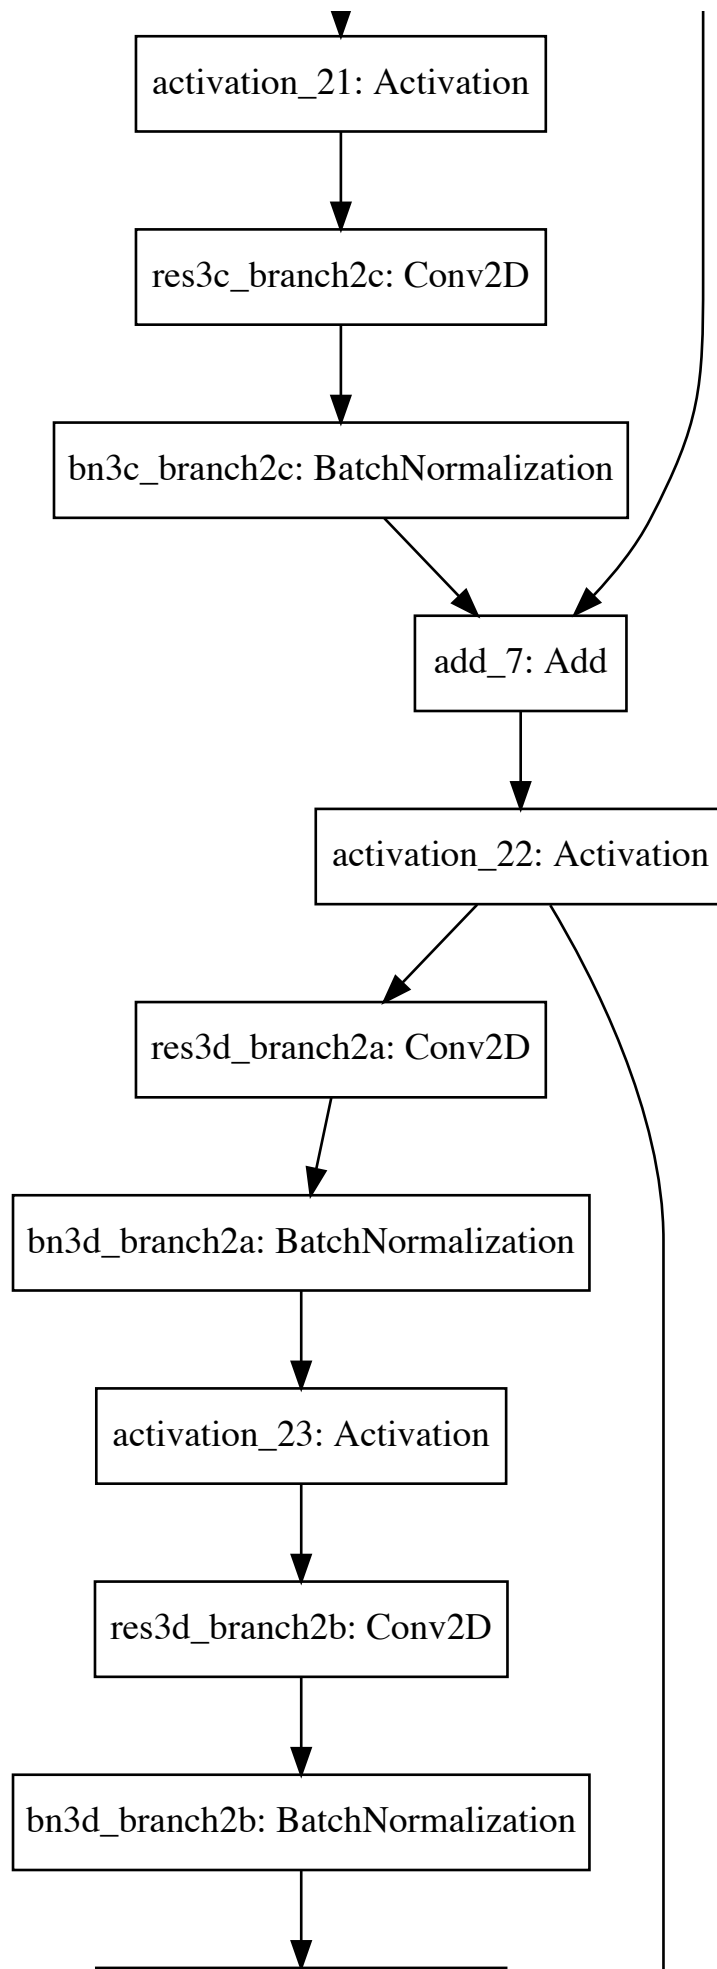 activation_21: Activation
res3c_branch2c: Conv2D
bn3c_branch2c: BatchNormalization
add_7: Add
activation_22: Activation
res3d_branch2a: Conv2D
bn3d_branch2a: BatchNormalization
activation_23: Activation
res3d_branch2b: Conv2D
bn3d_branch2b: BatchNormalization